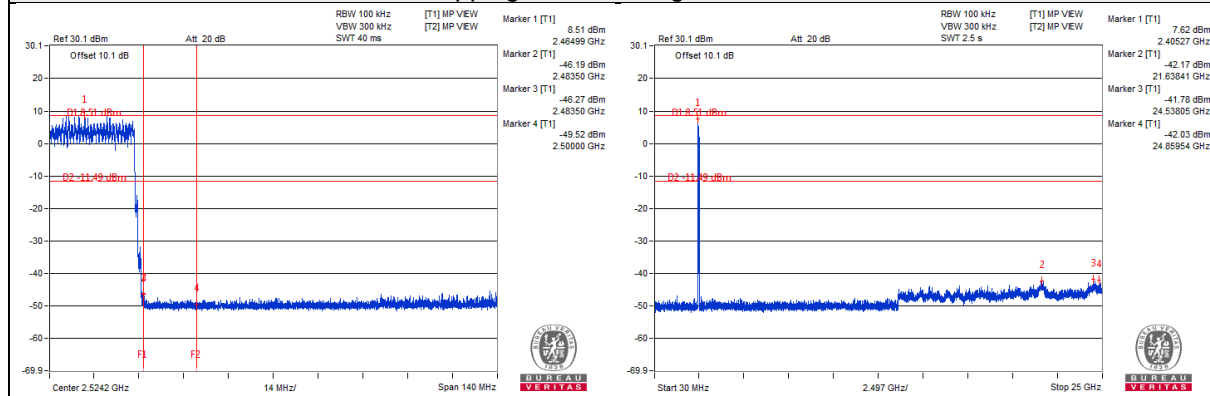 RBW 100 kHz [T1] MP VIEW
VBW 300 kHz [T2] MP VIEW
Ref 30.1 dBm Att 20 dB SWT 40 ms
Offset 10.1 dB
Marker 1 [T1]
8.51 dBm
2.46499 GHz
Marker 2 [T1]
-46.19 dBm
2.48350 GHz
Marker 3 [T1]
-46.27 dBm
2.48350 GHz
Marker 4 [T1]
-49.52 dBm
2.50000 GHz
30.1
20
10
0
-10
-20
-30
-40
-50
-60
-69.9
1
D1 8.51 dBm
D2 -11.49 dBm
4
F1
F2
Center 2.5242 GHz 14 MHz/ Span 140 MHz
BUREAU VERITAS
1828
BUREAU
VERITAS
RBW 100 kHz [T1] MP VIEW
VBW 300 kHz [T2] MP VIEW
Ref 30.1 dBm Att 20 dB SWT 2.5 s
Offset 10.1 dB
Marker 1 [T1]
7.62 dBm
2.40527 GHz
Marker 2 [T1]
-42.17 dBm
21.63841 GHz
Marker 3 [T1]
-41.78 dBm
24.53805 GHz
Marker 4 [T1]
-42.03 dBm
24.85954 GHz
30.1
20
10
0
-10
-20
-30
-40
-50
-60
-69.9
1
D1 8.51 dBm
D2 -11.49 dBm
2
34
Start 30 MHz 2.497 GHz/ Stop 25 GHz
BUREAU VERITAS
1828
BUREAU
VERITAS